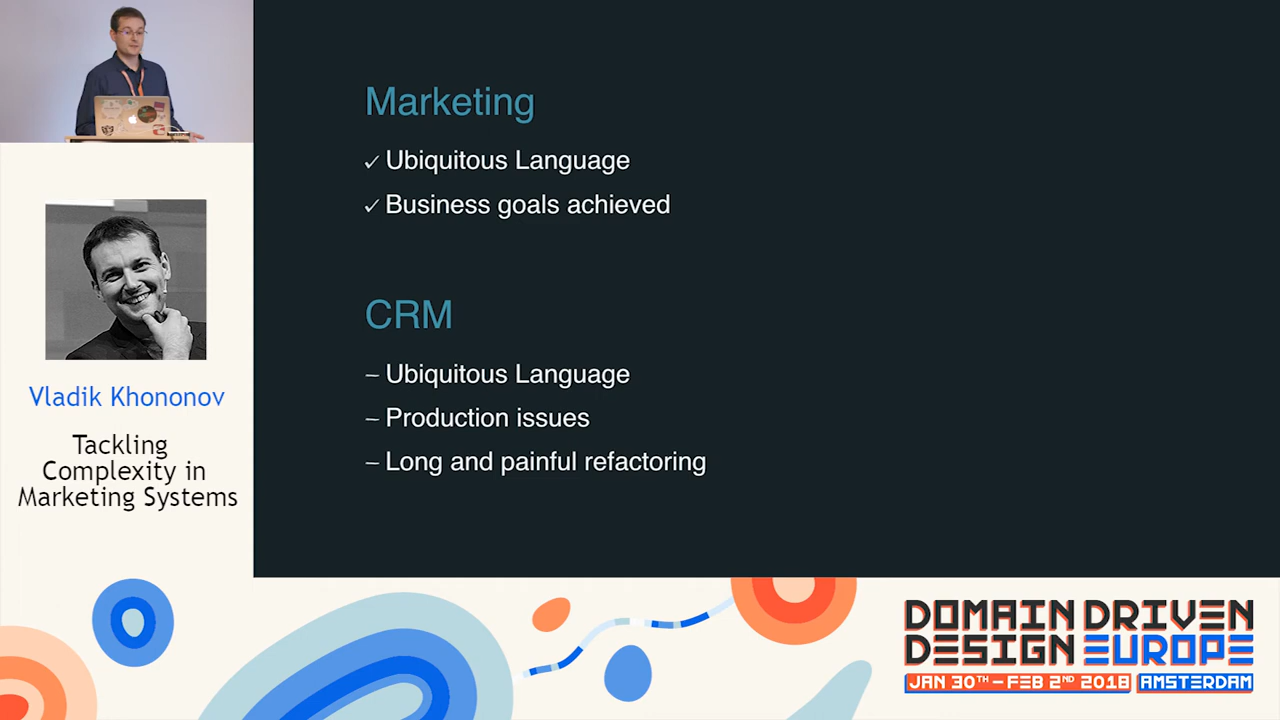 Marketing
✓ Ubiquitous Language
✓ Business goals achieved
CRM
– Ubiquitous Language
– Production issues
– Long and painful refactoring
Vladik Khononov
Tackling
Complexity in
Marketing Systems
DOMAIN DRIVEN
DESIGN EUROPE
JAN 30TH – FEB 2ND 2018 AMSTERDAM